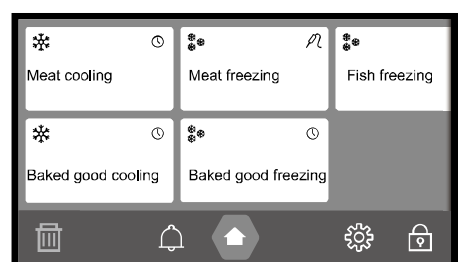 Meat cooling
Meat freezing
Fish freezing
Baked good cooling
Baked good freezing